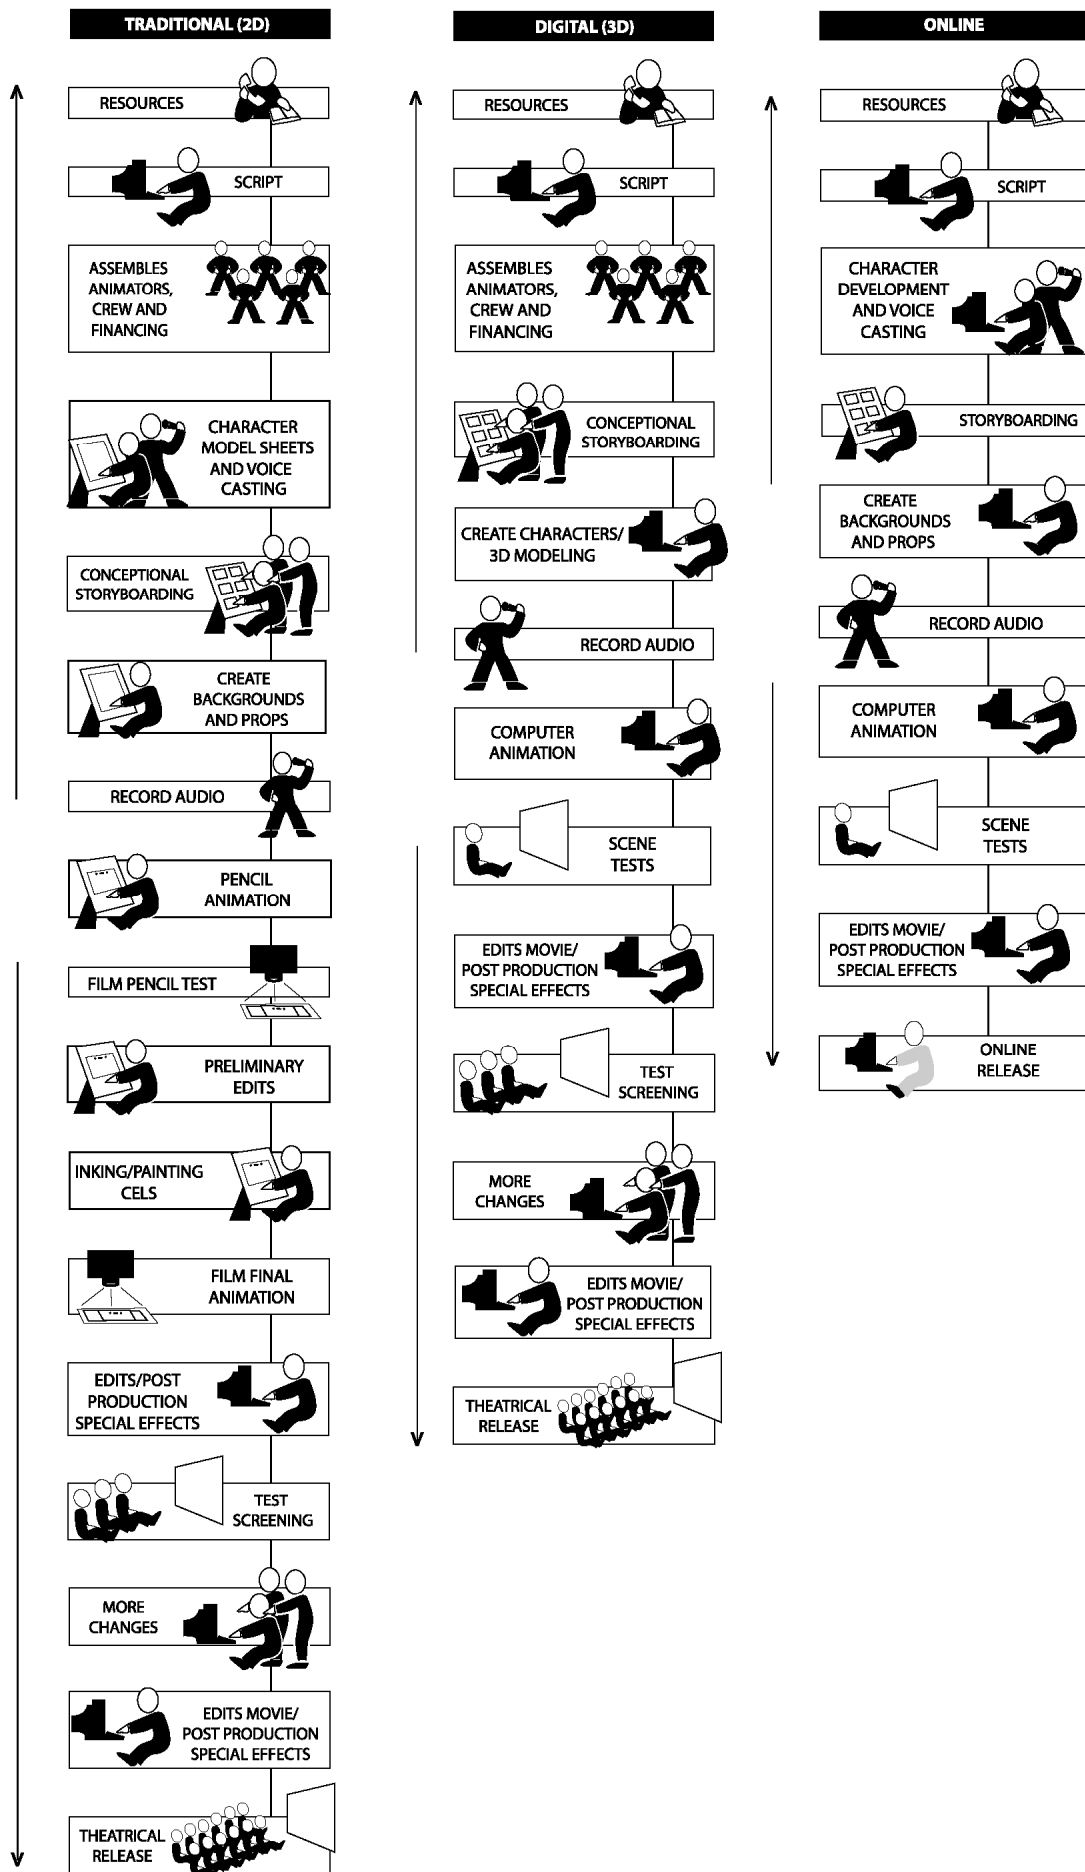 TRADITIONAL (2D)
RESOURCES
SCRIPT
ASSEMBLES
ANIMATORS,
CREW AND
FINANCING
CHARACTER
MODEL SHEETS
AND VOICE
CASTING
CONCEPTIONAL
STORYBOARDING
CREATE
BACKGROUNDS
AND PROPS
RECORD AUDIO
PENCIL
ANIMATION
FILM PENCIL TEST
PRELIMINARY
EDITS
INKING/PAINTING
CELS
FILM FINAL
ANIMATION
EDITS/POST
PRODUCTION
SPECIAL EFFECTS
TEST
SCREENING
MORE
CHANGES
EDITS MOVIE/
POST PRODUCTION
SPECIAL EFFECTS
THEATRICAL
RELEASE
DIGITAL (3D)
RESOURCES
SCRIPT
ASSEMBLES
ANIMATORS,
CREW AND
FINANCING
CONCEPTIONAL
STORYBOARDING
CREATE CHARACTERS/
3D MODELING
RECORD AUDIO
COMPUTER
ANIMATION
SCENE
TESTS
EDITS MOVIE/
POST PRODUCTION
SPECIAL EFFECTS
TEST
SCREENING
MORE
CHANGES
EDITS MOVIE/
POST PRODUCTION
SPECIAL EFFECTS
THEATRICAL
RELEASE
ONLINE
RESOURCES
SCRIPT
CHARACTER
DEVELOPMENT
AND VOICE
CASTING
STORYBOARDING
CREATE
BACKGROUNDS
AND PROPS
RECORD AUDIO
COMPUTER
ANIMATION
SCENE
TESTS
EDITS MOVIE/
POST PRODUCTION
SPECIAL EFFECTS
ONLINE
RELEASE